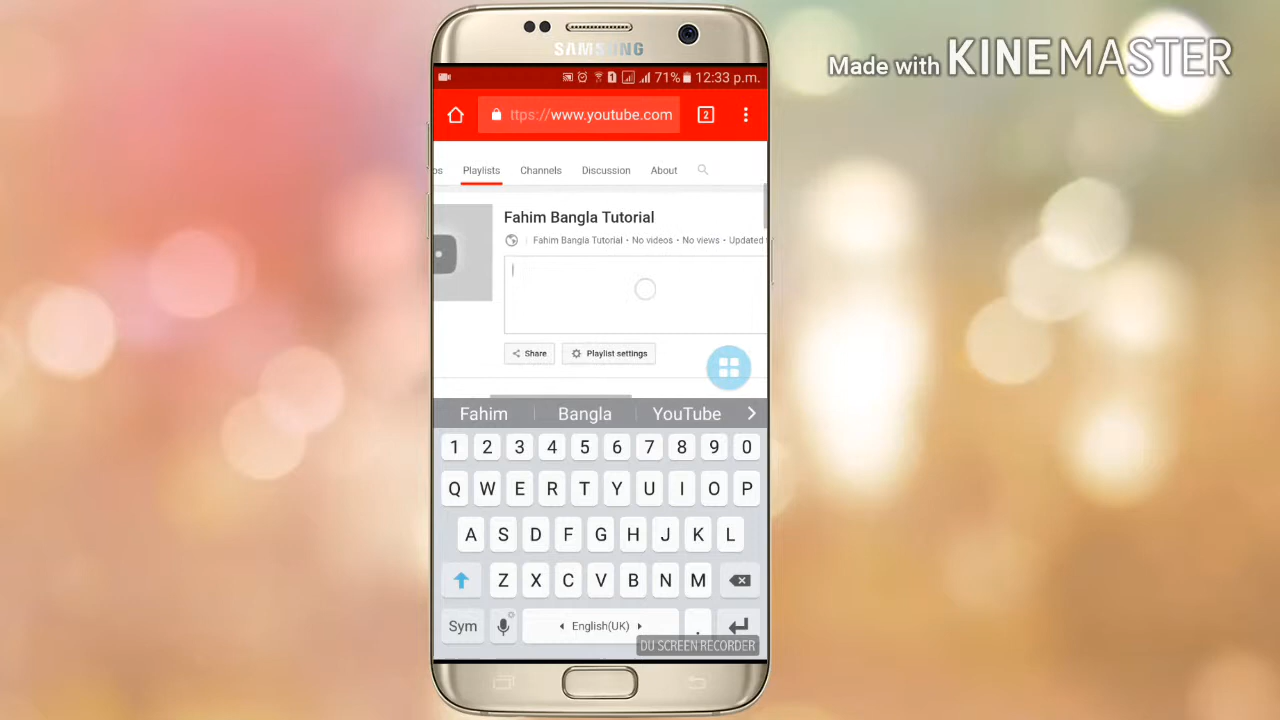 Made with KINEMASTER
SAMSUNG
1 71% 12:33 p.m.
ttps://www.youtube.com 2
os Playlists Channels Discussion About
Fahim Bangla Tutorial
Fahim Bangla Tutorial • No videos • No views • Updated
Share Playlist settings
Fahim Bangla YouTube
1 2 3 4 5 6 7 8 9 0
Q W E R T Y U I O P
A S D F G H J K L
Z X C V B N M
Sym English(UK) .
DU SCREEN RECORDER